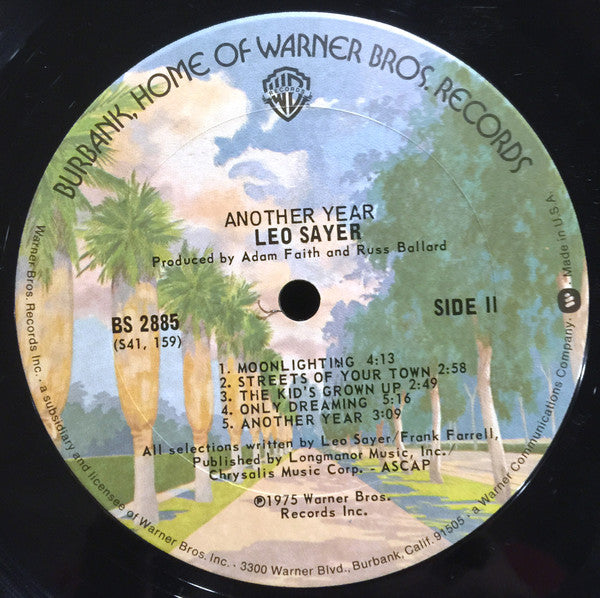 BURBANK, HOME OF WARNER BROS. RECORDS
RECORDS
ANOTHER YEAR
LEO SAYER
Produced by Adam Faith and Russ Ballard
BS 2885
(S41, 159)
SIDE II
1. MOONLIGHTING 4:13
2. STREETS OF YOUR TOWN 2:58
3. THE KID'S GROWN UP 2:49
4. ONLY DREAMING 5:16
5. ANOTHER YEAR 3:09
All selections written by Leo Sayer/Frank Farrell,
Published by Longmanor Music, Inc./
Chrysalis Music Corp. - ASCAP
℗1975 Warner Bros.
Records Inc.
Warner Bros. Records Inc. · a subsidiary and licensee of Warner Bros. Inc. · 3300 Warner Blvd., Burbank, Calif. 91505 · a Warner Communications Company. Made in U.S.A.